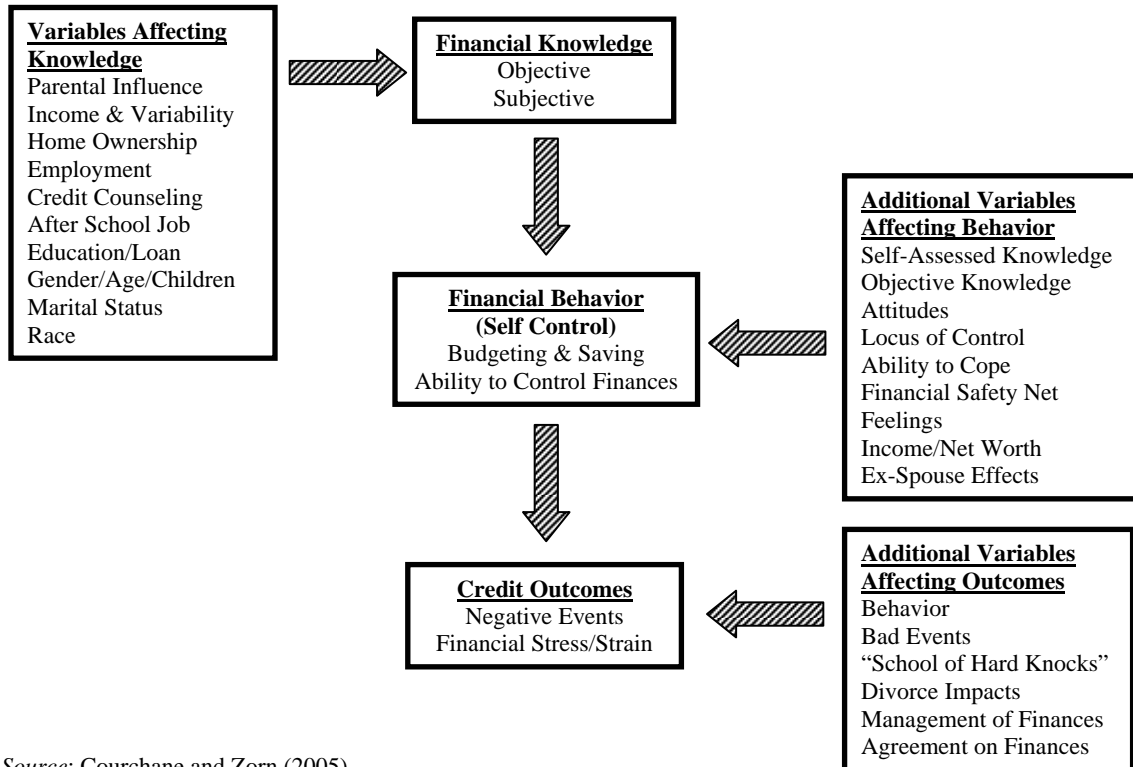 Variables Affecting
Knowledge
Parental Influence
Income & Variability
Home Ownership
Employment
Credit Counseling
After School Job
Education/Loan
Gender/Age/Children
Marital Status
Race
Financial Knowledge
Objective
Subjective
Financial Behavior
(Self Control)
Budgeting & Saving
Ability to Control Finances
Additional Variables
Affecting Behavior
Self-Assessed Knowledge
Objective Knowledge
Attitudes
Locus of Control
Ability to Cope
Financial Safety Net
Feelings
Income/Net Worth
Ex-Spouse Effects
Credit Outcomes
Negative Events
Financial Stress/Strain
Additional Variables
Affecting Outcomes
Behavior
Bad Events
“School of Hard Knocks”
Divorce Impacts
Management of Finances
Agreement on Finances
Source: Courchane and Zorn (2005)